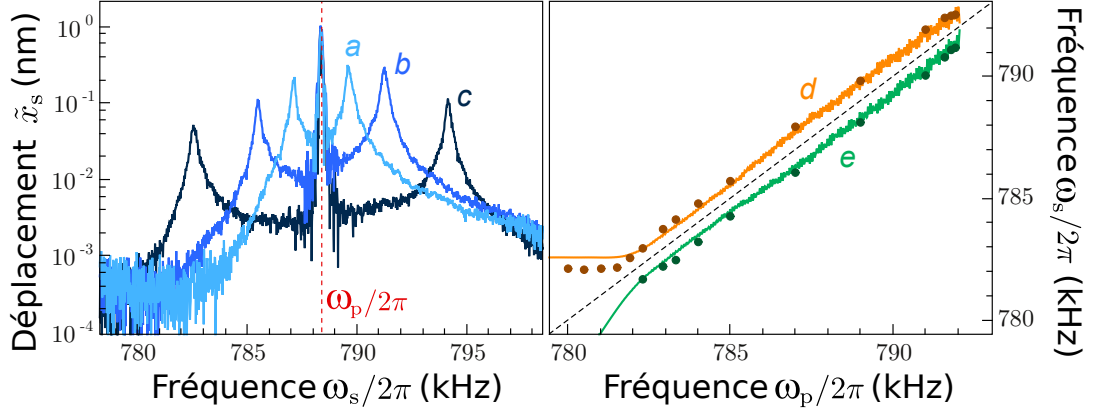 Déplacement x̃ₛ (nm)
10⁰
10⁻¹
10⁻²
10⁻³
10⁻⁴
a
b
c
ωₚ/2π
780 785 790 795
Fréquence ωₛ/2π (kHz)
d
e
780 785 790
Fréquence ωₚ/2π (kHz)
790
785
780
Fréquence ωₛ/2π (kHz)